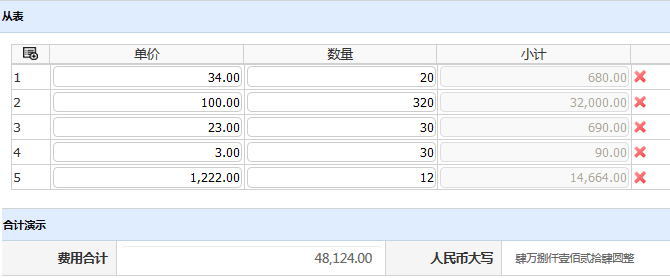 从表
单价 数量 小计
1 34.00 20 680.00
2 100.00 320 32,000.00
3 23.00 30 690.00
4 3.00 30 90.00
5 1,222.00 12 14,664.00
合计演示
费用合计 48,124.00 人民币大写 肆万捌仟壹佰贰拾肆圆整